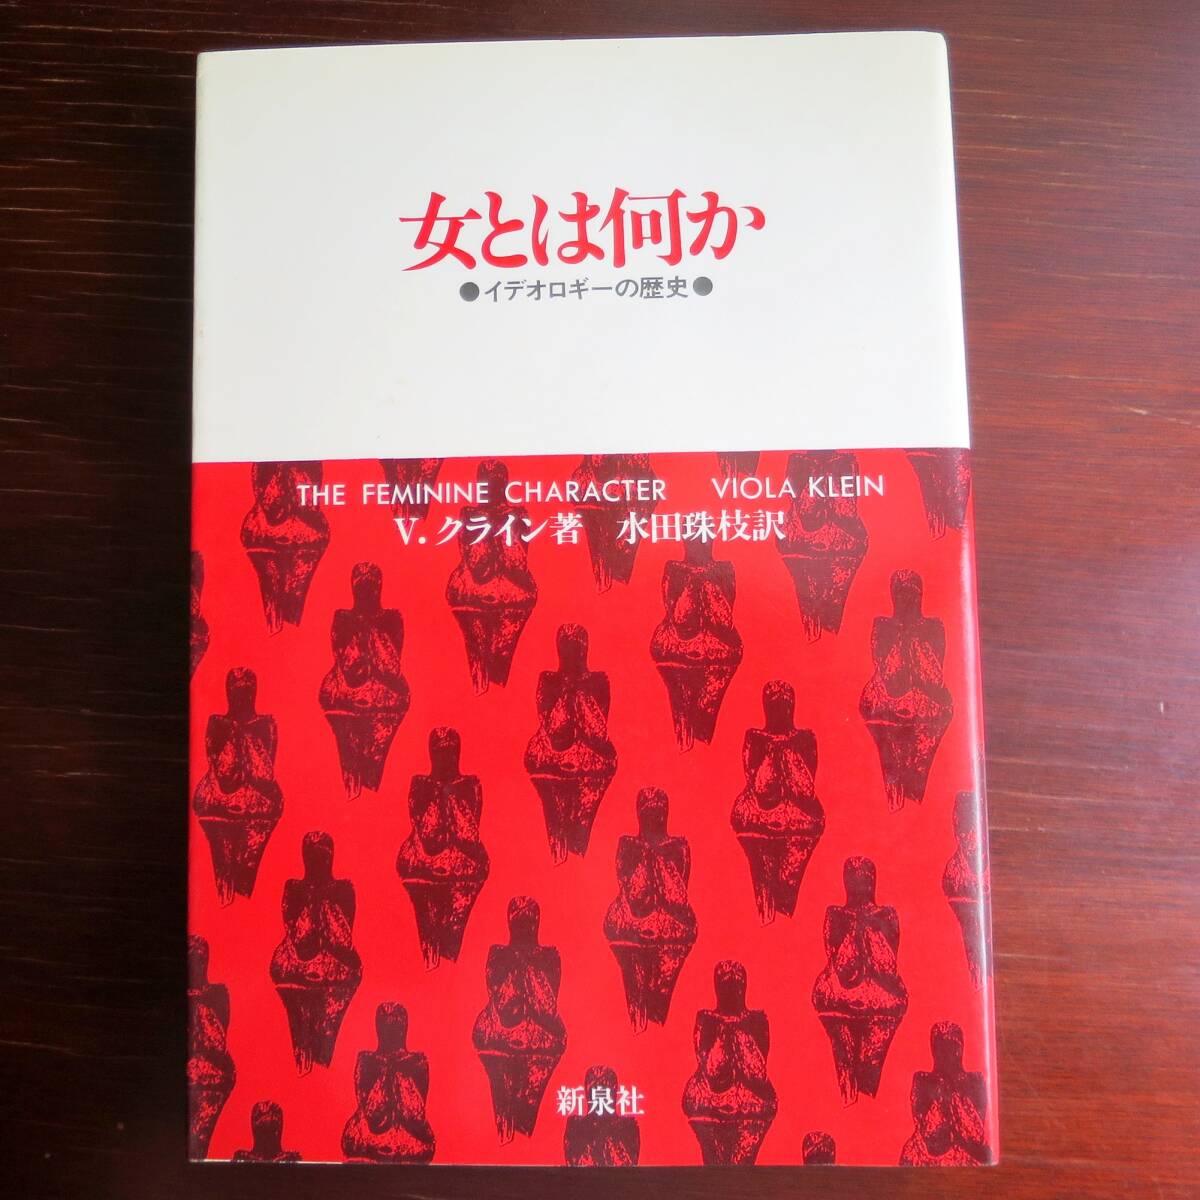 女とは何か
●イデオロギーの歴史●
THE FEMININE CHARACTER VIOLA KLEIN
V.クライン著 水田珠枝訳
新泉社